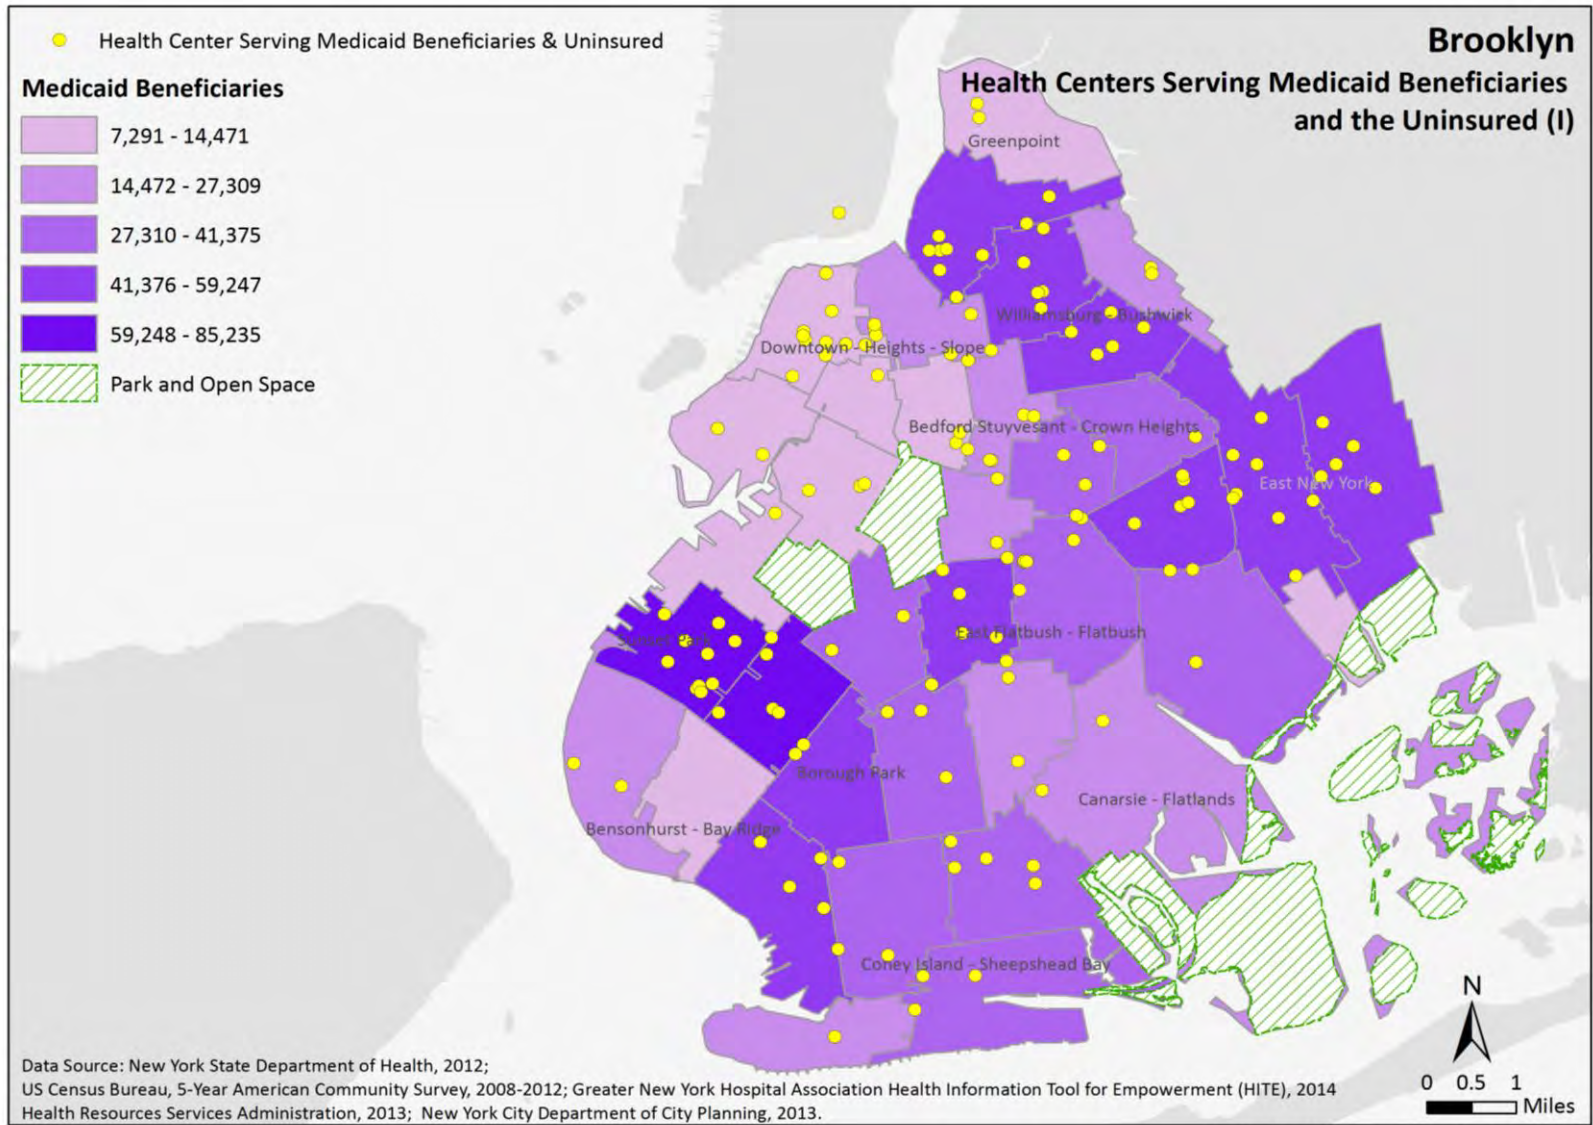 Health Center Serving Medicaid Beneficiaries & Uninsured
Medicaid Beneficiaries
7,291 - 14,471
14,472 - 27,309
27,310 - 41,375
41,376 - 59,247
59,248 - 85,235
Park and Open Space
Brooklyn
Health Centers Serving Medicaid Beneficiaries
and the Uninsured (I)
Greenpoint
Williamsburg - Bushwick
Downtown - Heights - Slope
Bedford Stuyvesant - Crown Heights
East New York
Sunset Park
East Flatbush - Flatbush
Borough Park
Canarsie - Flatlands
Bensonhurst - Bay Ridge
Coney Island - Sheepshead Bay
N
0 0.5 1
Miles
Data Source: New York State Department of Health, 2012;
US Census Bureau, 5-Year American Community Survey, 2008-2012; Greater New York Hospital Association Health Information Tool for Empowerment (HITE), 2014
Health Resources Services Administration, 2013; New York City Department of City Planning, 2013.